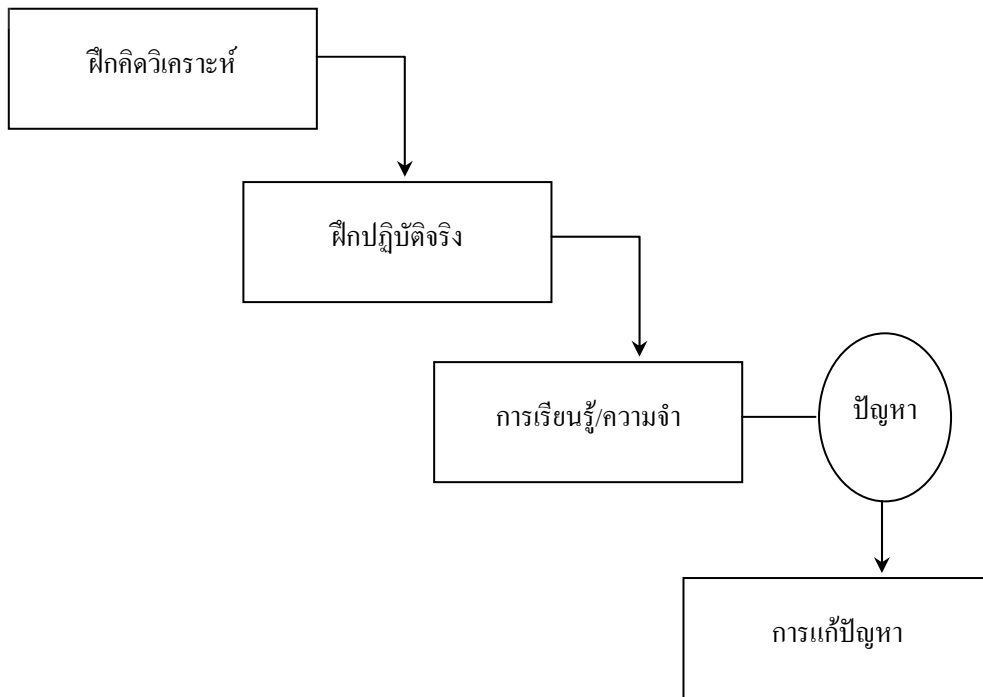 ฝึกคิดวิเคราะห์
ฝึกปฏิบัติจริง
การเรียนรู้/ความจำ
ปัญหา
การแก้ปัญหา